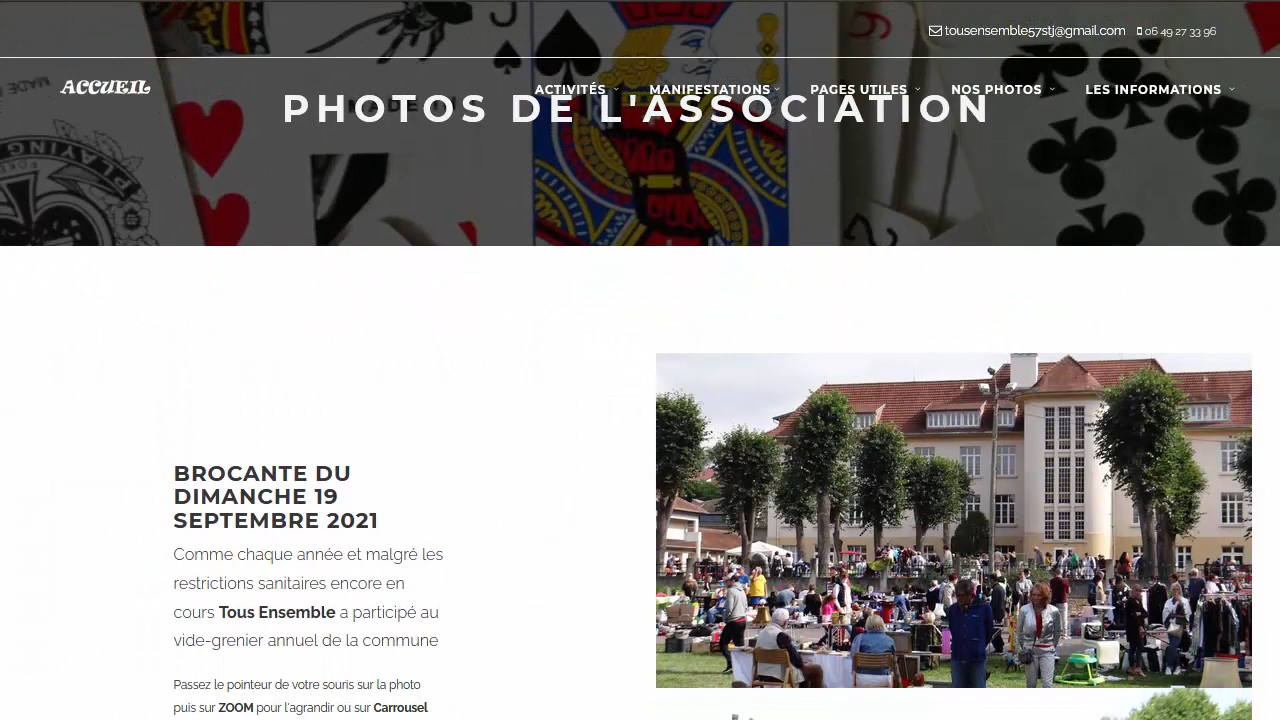 tousensemble57stj@gmail.com 06 49 27 33 96
ACCUEIL ACTIVITÉS MANIFESTATIONS PAGES UTILES NOS PHOTOS LES INFORMATIONS
PHOTOS DE L'ASSOCIATION
PLAYING
BROCANTE DU
DIMANCHE 19
SEPTEMBRE 2021
Comme chaque année et malgré les
restrictions sanitaires encore en
cours Tous Ensemble a participé au
vide-grenier annuel de la commune
Passez le pointeur de votre souris sur la photo
puis sur ZOOM pour l'agrandir ou sur Carrousel